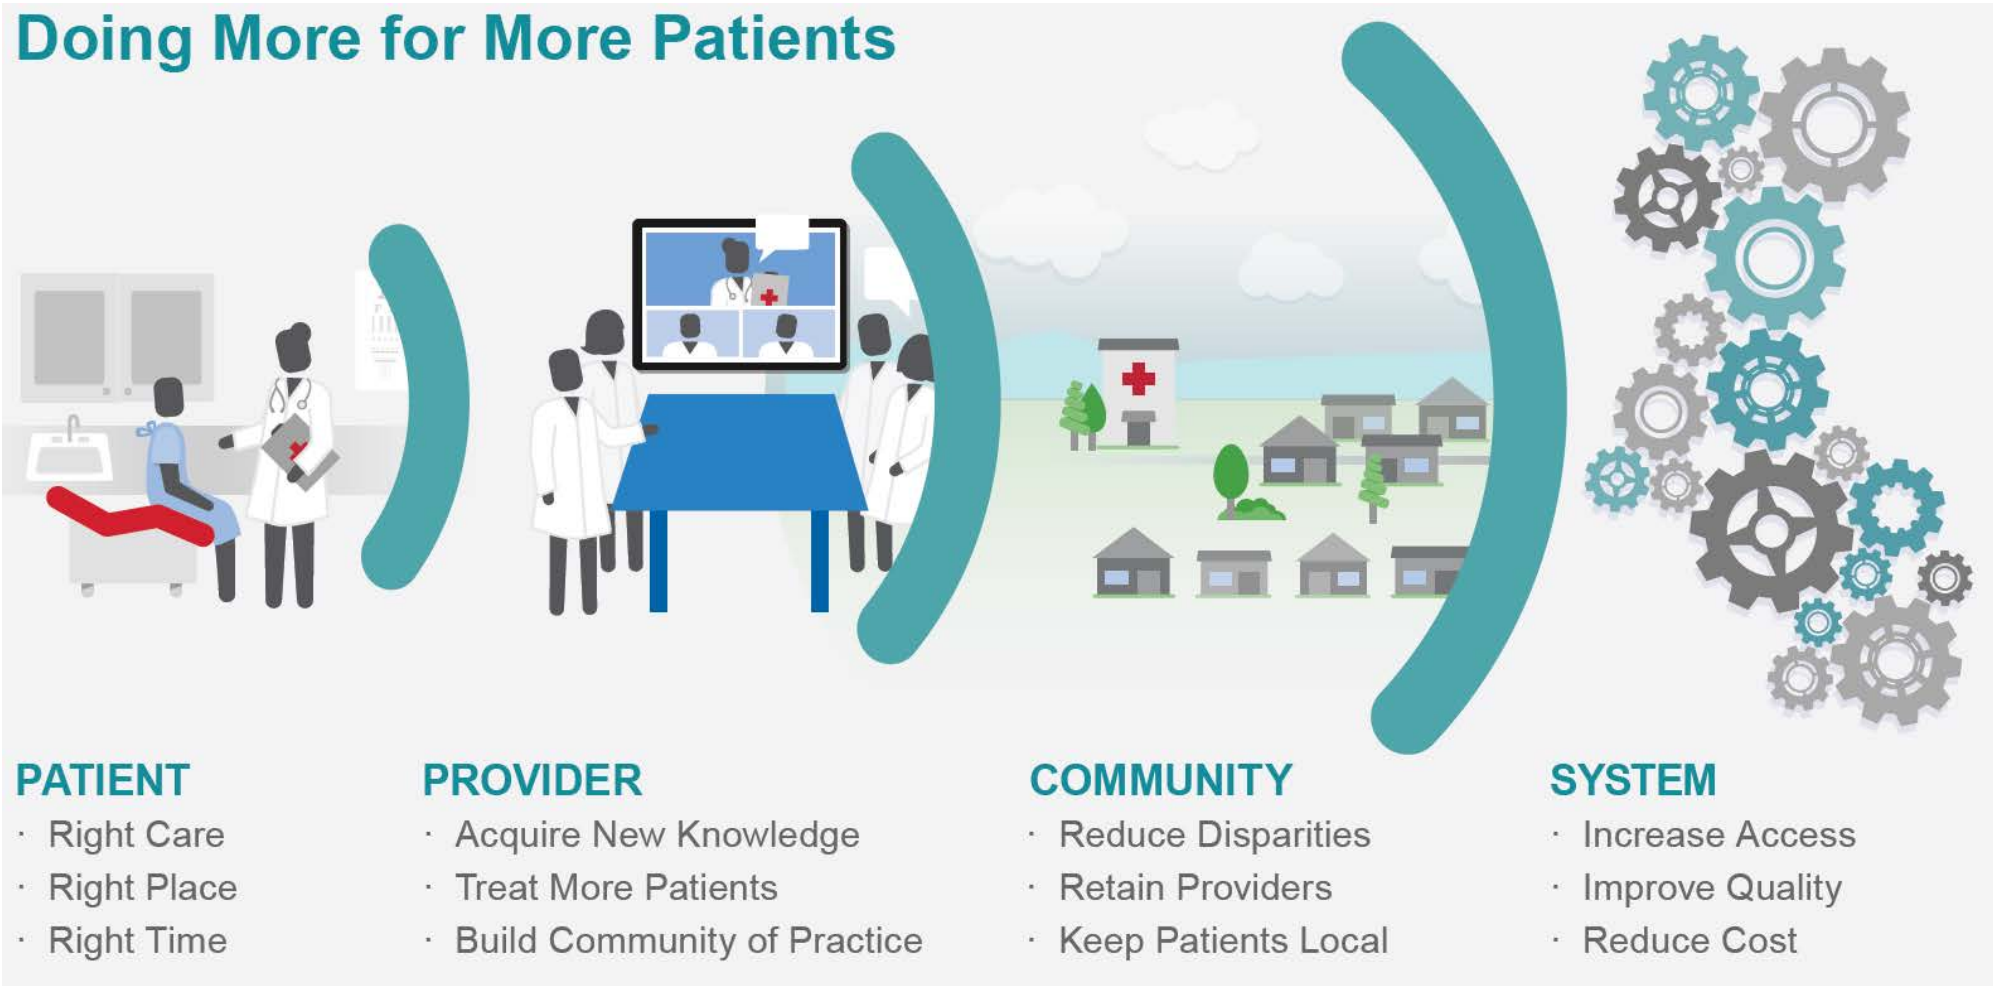 Doing More for More Patients
PATIENT
· Right Care
· Right Place
· Right Time
PROVIDER
· Acquire New Knowledge
· Treat More Patients
· Build Community of Practice
COMMUNITY
· Reduce Disparities
· Retain Providers
· Keep Patients Local
SYSTEM
· Increase Access
· Improve Quality
· Reduce Cost